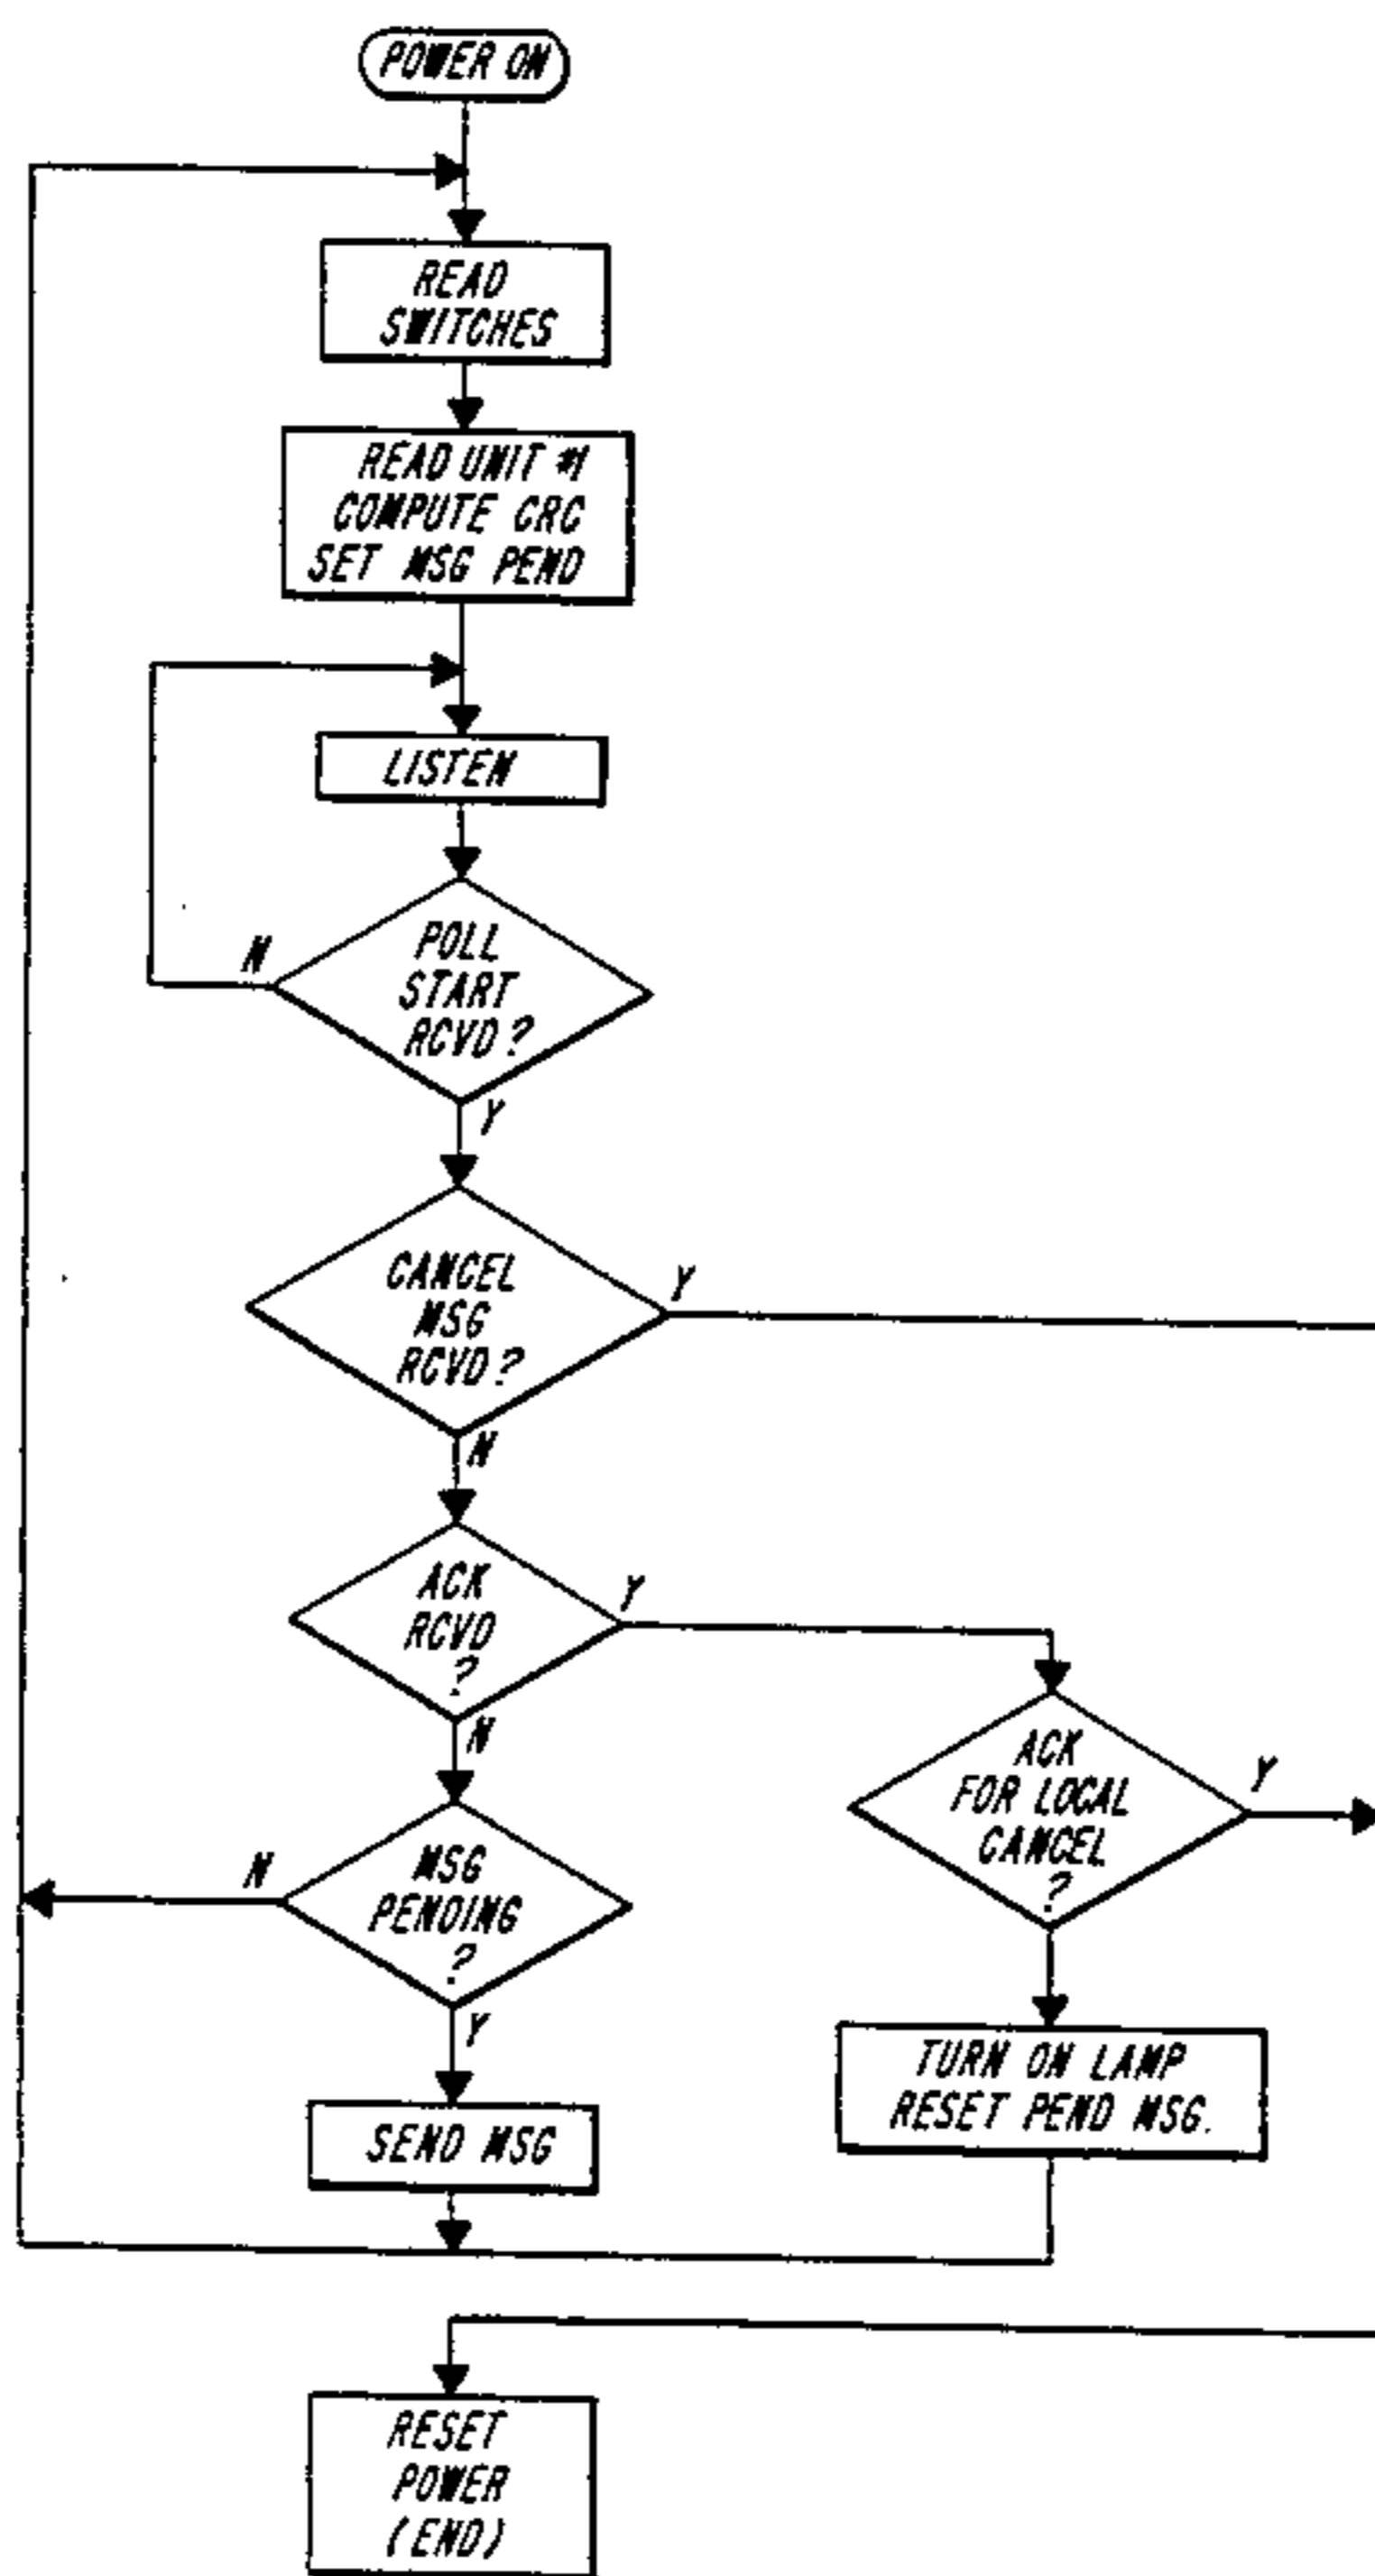 POWER ON
READ
SWITCHES
READ UNIT #1
COMPUTE CRC
SET MSG PEND
LISTEN
POLL
START
RCVD?
N
Y
CANCEL
MSG
RCVD?
Y
N
ACK
RCVD
?
Y
N
ACK
FOR LOCAL
CANCEL
?
Y
MSG
PENDING
?
N
Y
TURN ON LAMP
RESET PEND MSG.
SEND MSG
RESET
POWER
(END)